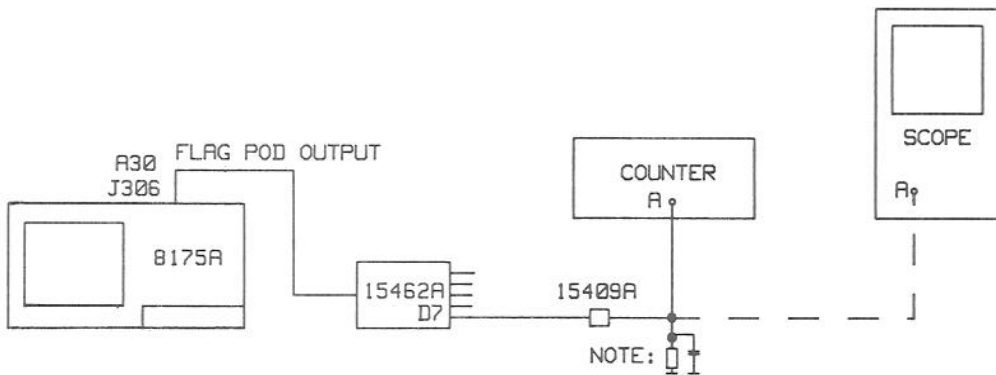 A30
J306
FLAG POD OUTPUT
8175A
15462A
D7
15409A
COUNTER
A
SCOPE
A
NOTE: